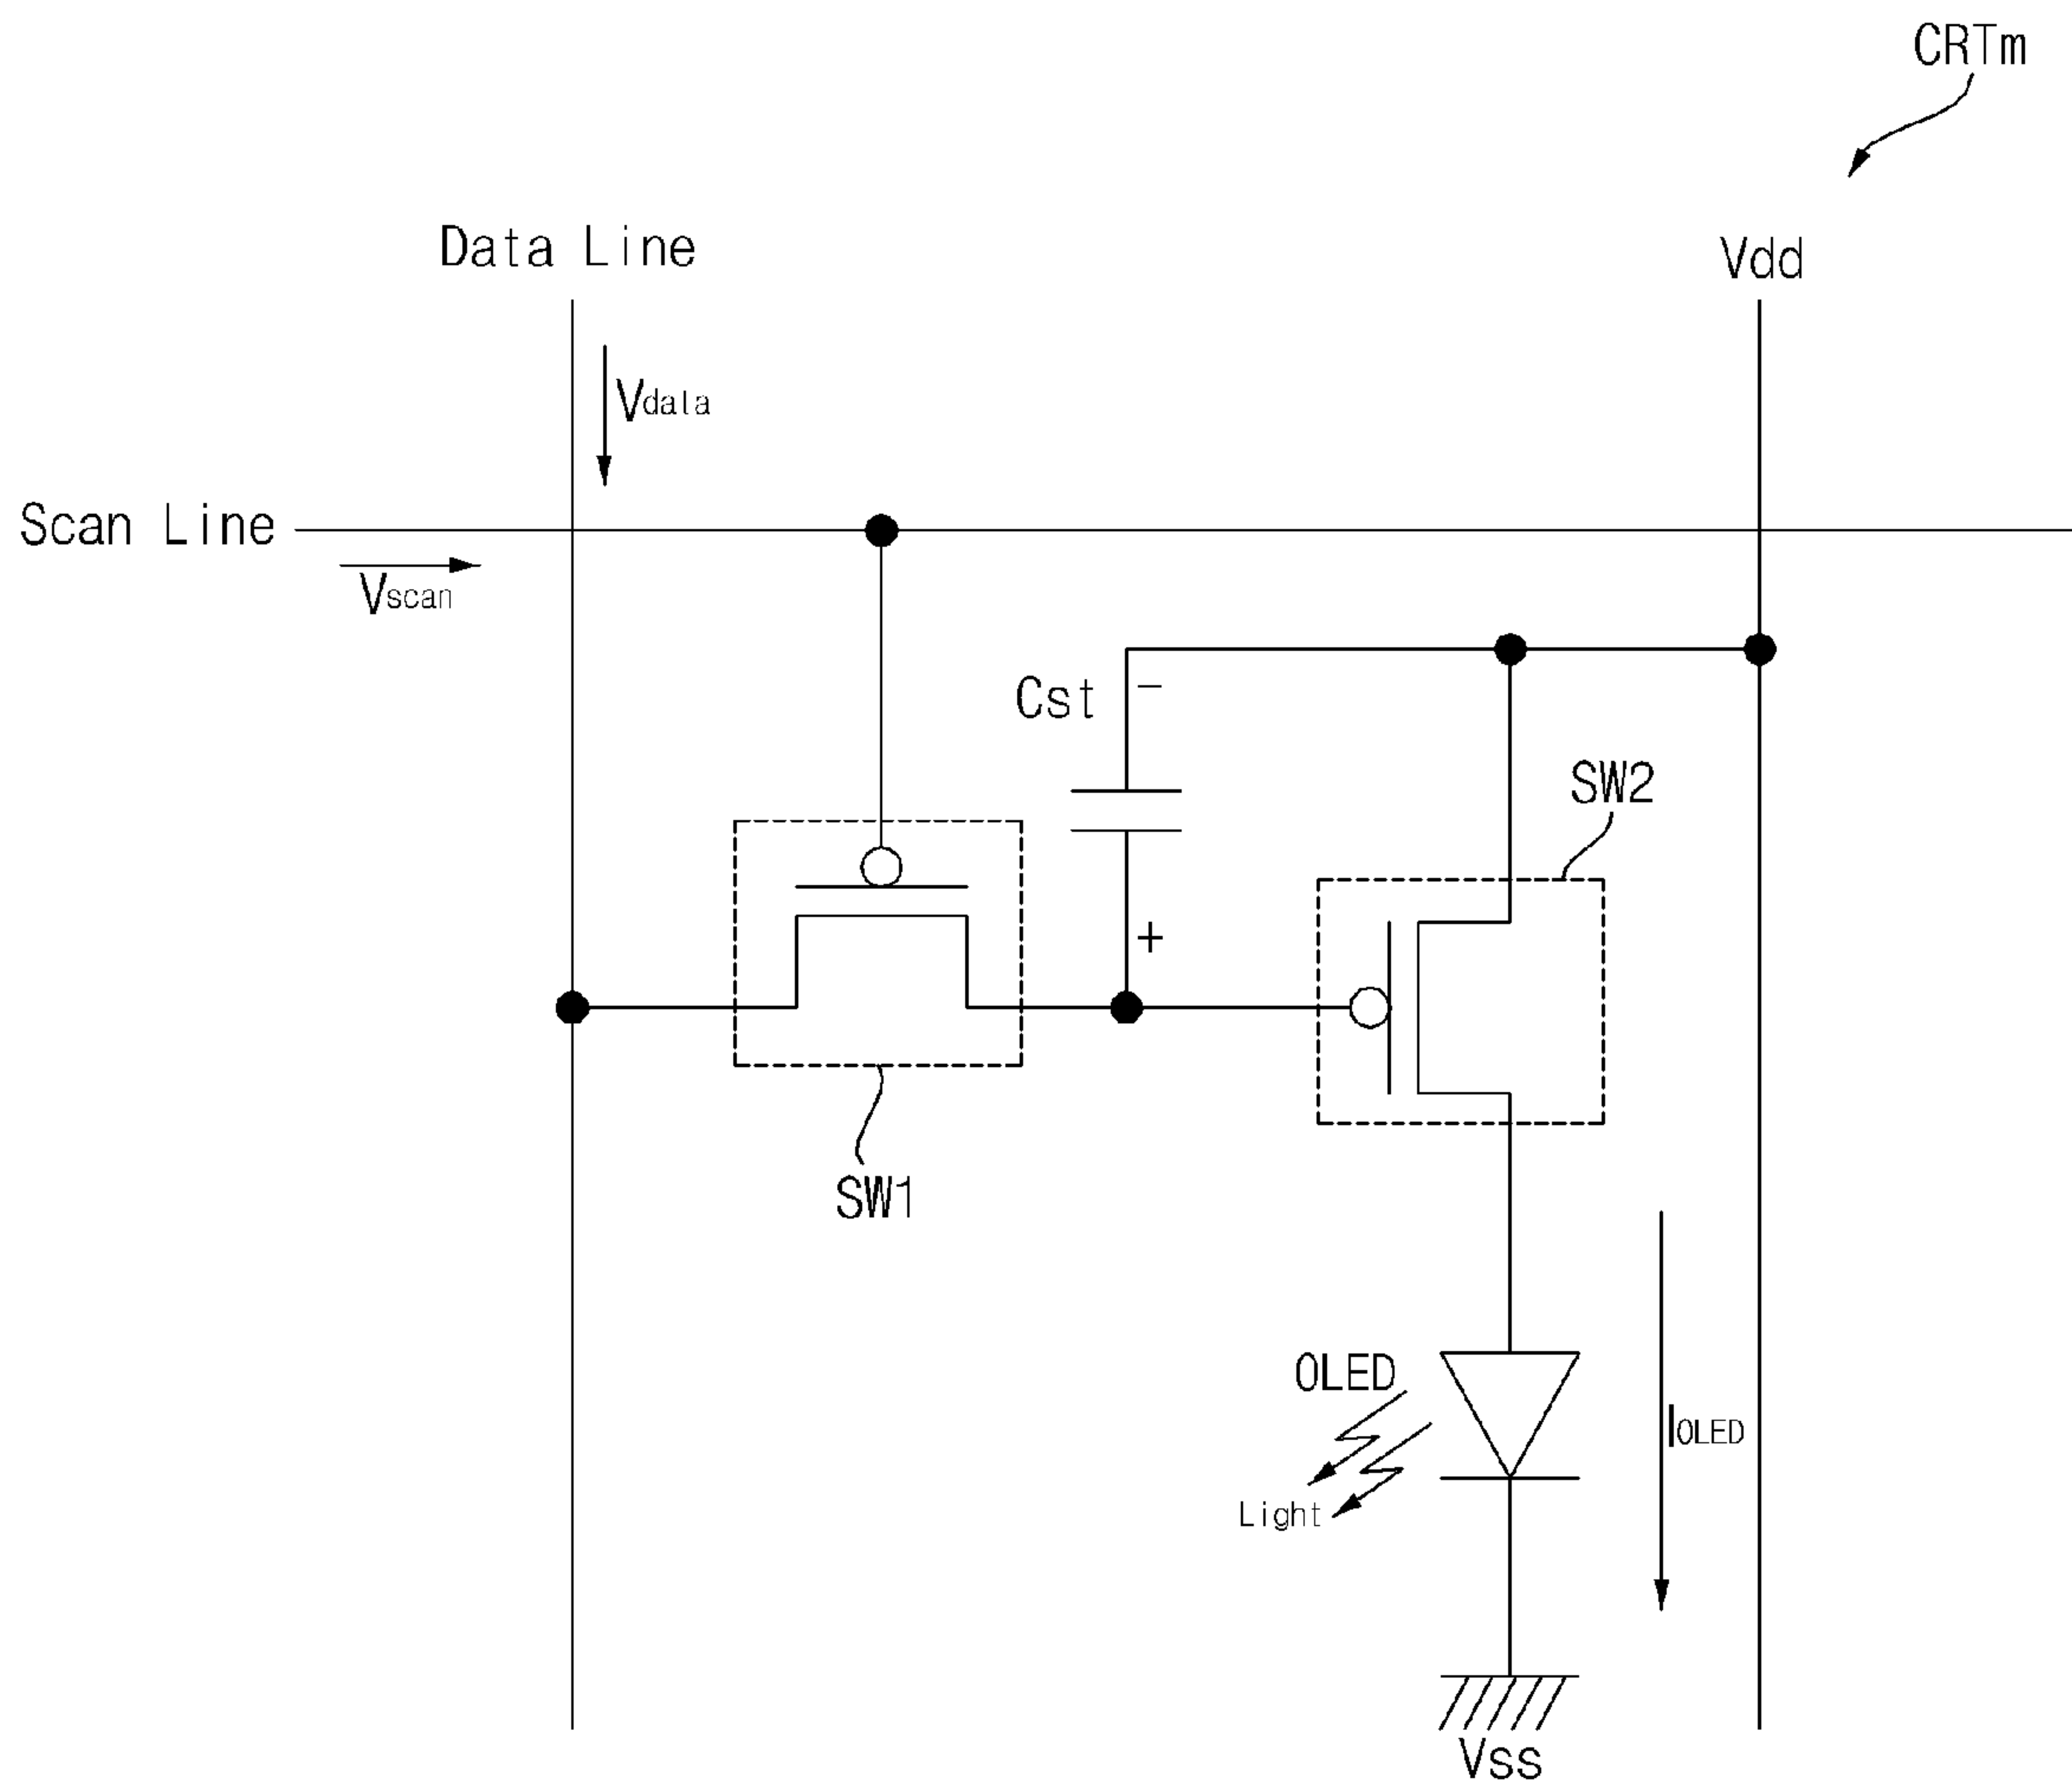 CRTm
Data Line
Vdd
Vdata
Scan Line
Vscan
Cst
−
SW2
+
SW1
OLED
IOLED
Light
Vss